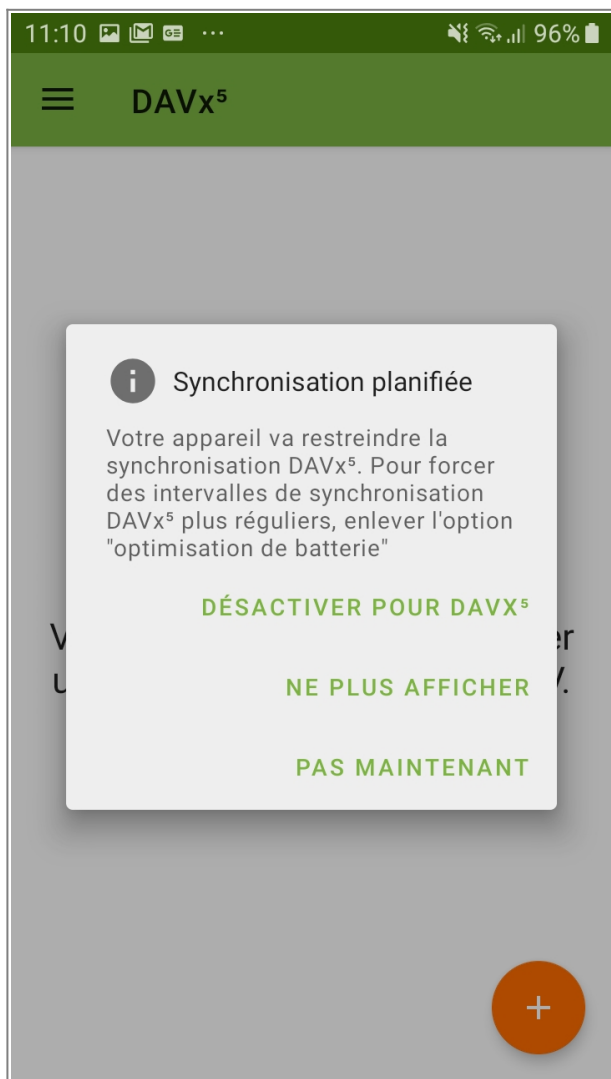 11:10 GE ... 96%
DAVx⁵
Synchronisation planifiée
Votre appareil va restreindre la
synchronisation DAVx⁵. Pour forcer
des intervalles de synchronisation
DAVx⁵ plus réguliers, enlever l'option
"optimisation de batterie"
DÉSACTIVER POUR DAVX⁵
NE PLUS AFFICHER
PAS MAINTENANT
+